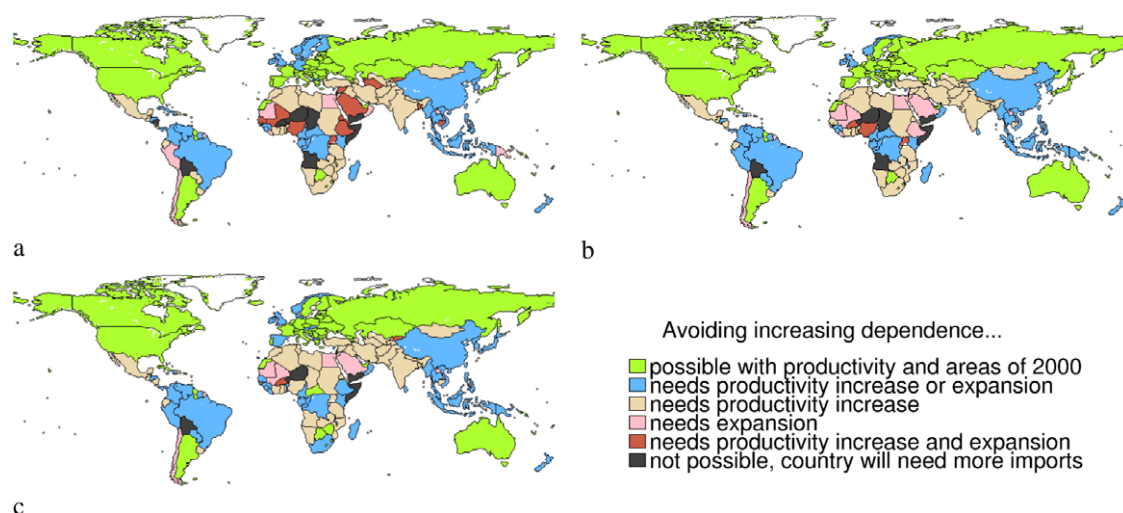 a
b
c
Avoiding increasing dependence...
possible with productivity and areas of 2000
needs productivity increase or expansion
needs productivity increase
needs expansion
needs productivity increase and expansion
not possible, country will need more imports